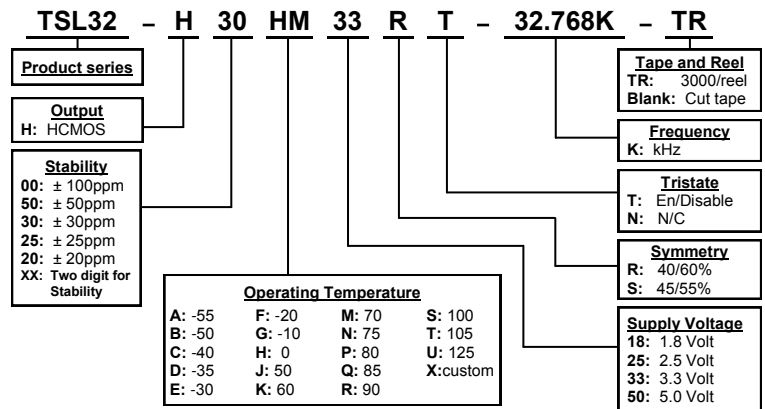 TSL32 – H 30 HM 33 R T – 32.768K – TR
Product series
Output
H: HCMOS
Stability
00: ± 100ppm
50: ± 50ppm
30: ± 30ppm
25: ± 25ppm
20: ± 20ppm
XX: Two digit for
Stability
Operating Temperature
A: -55 F: -20 M: 70 S: 100
B: -50 G: -10 N: 75 T: 105
C: -40 H: 0 P: 80 U: 125
D: -35 J: 50 Q: 85 X:custom
E: -30 K: 60 R: 90
Tape and Reel
TR: 3000/reel
Blank: Cut tape
Frequency
K: kHz
Tristate
T: En/Disable
N: N/C
Symmetry
R: 40/60%
S: 45/55%
Supply Voltage
18: 1.8 Volt
25: 2.5 Volt
33: 3.3 Volt
50: 5.0 Volt